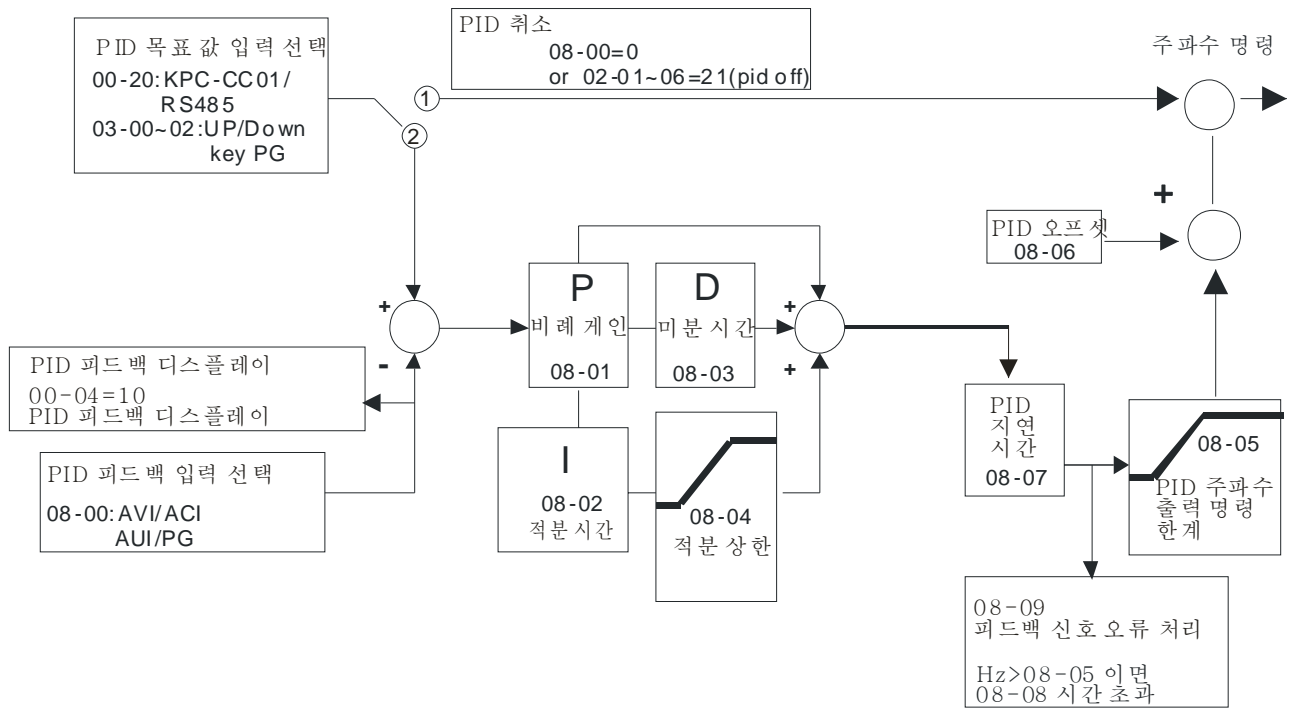 PID 취소
08-00=0
or 02-01~06=21(pid off)
주파수 명령
PID 목표값 입력 선택
00-20:KPC-CC01/
RS485
03-00~02:UP/Down
key PG
1
2
+
PID 오프셋
08-06
+
-
P
비례 게인
08-01
D
미분 시간
08-03
+
+
PID 피드백 디스플레이
00-04=10
PID 피드백 디스플레이
PID
지연
시간
08-07
08-05
PID 주파수
출력 명령
한계
I
08-02
적분 시간
08-04
적분 상한
PID 피드백 입력 선택
08-00:AVI/ACI
AUI/PG
08-09
피드백 신호 오류 처리
Hz>08-05 이면
08-08 시간 초과